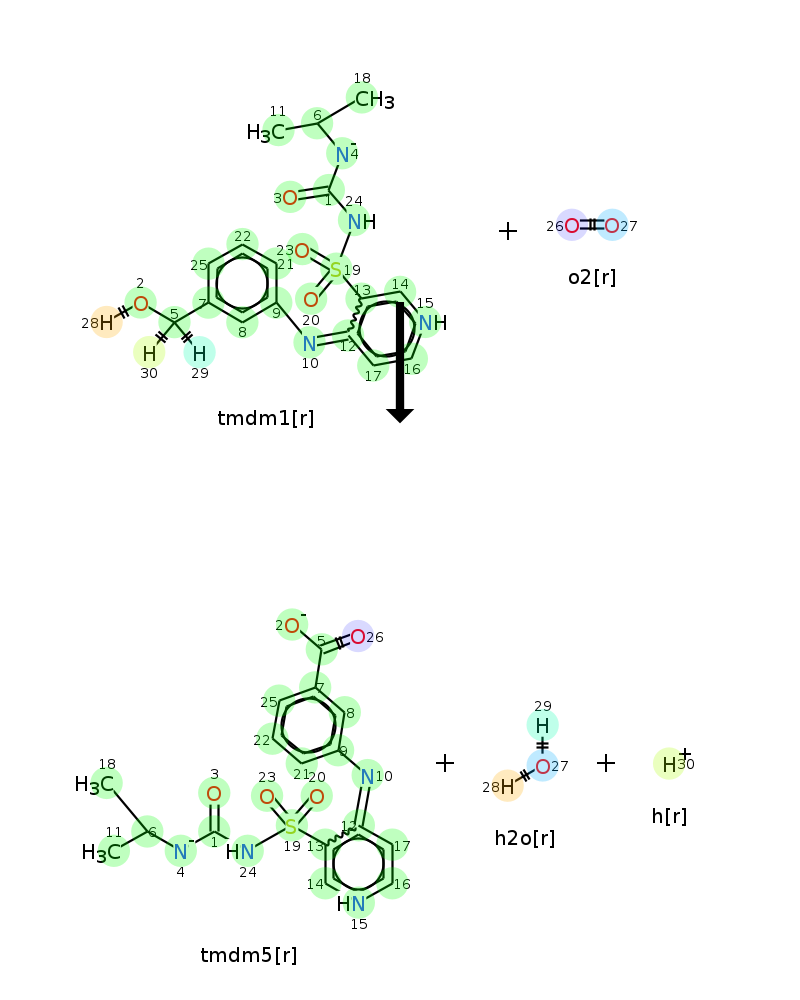 18
CH3
11
H3C
6
N-
4
3
O
1
24
NH
22
23
O
S
19
25
21
2
O
28
H
5
7
8
9
O
20
13
14
15
NH
N
10
12
17
16
H
30
H
29
tmdm1[r]
+
26
O
O
27
o2[r]
2
O-
5
O
26
7
25
8
22
9
21
N
10
18
H3C
3
O
23
O
20
O
12
17
11
H3C
6
N-
4
1
HN
24
S
19
13
14
16
HN
15
tmdm5[r]
+
29
H
28
H
O
27
h2o[r]
+
H+
30
h[r]